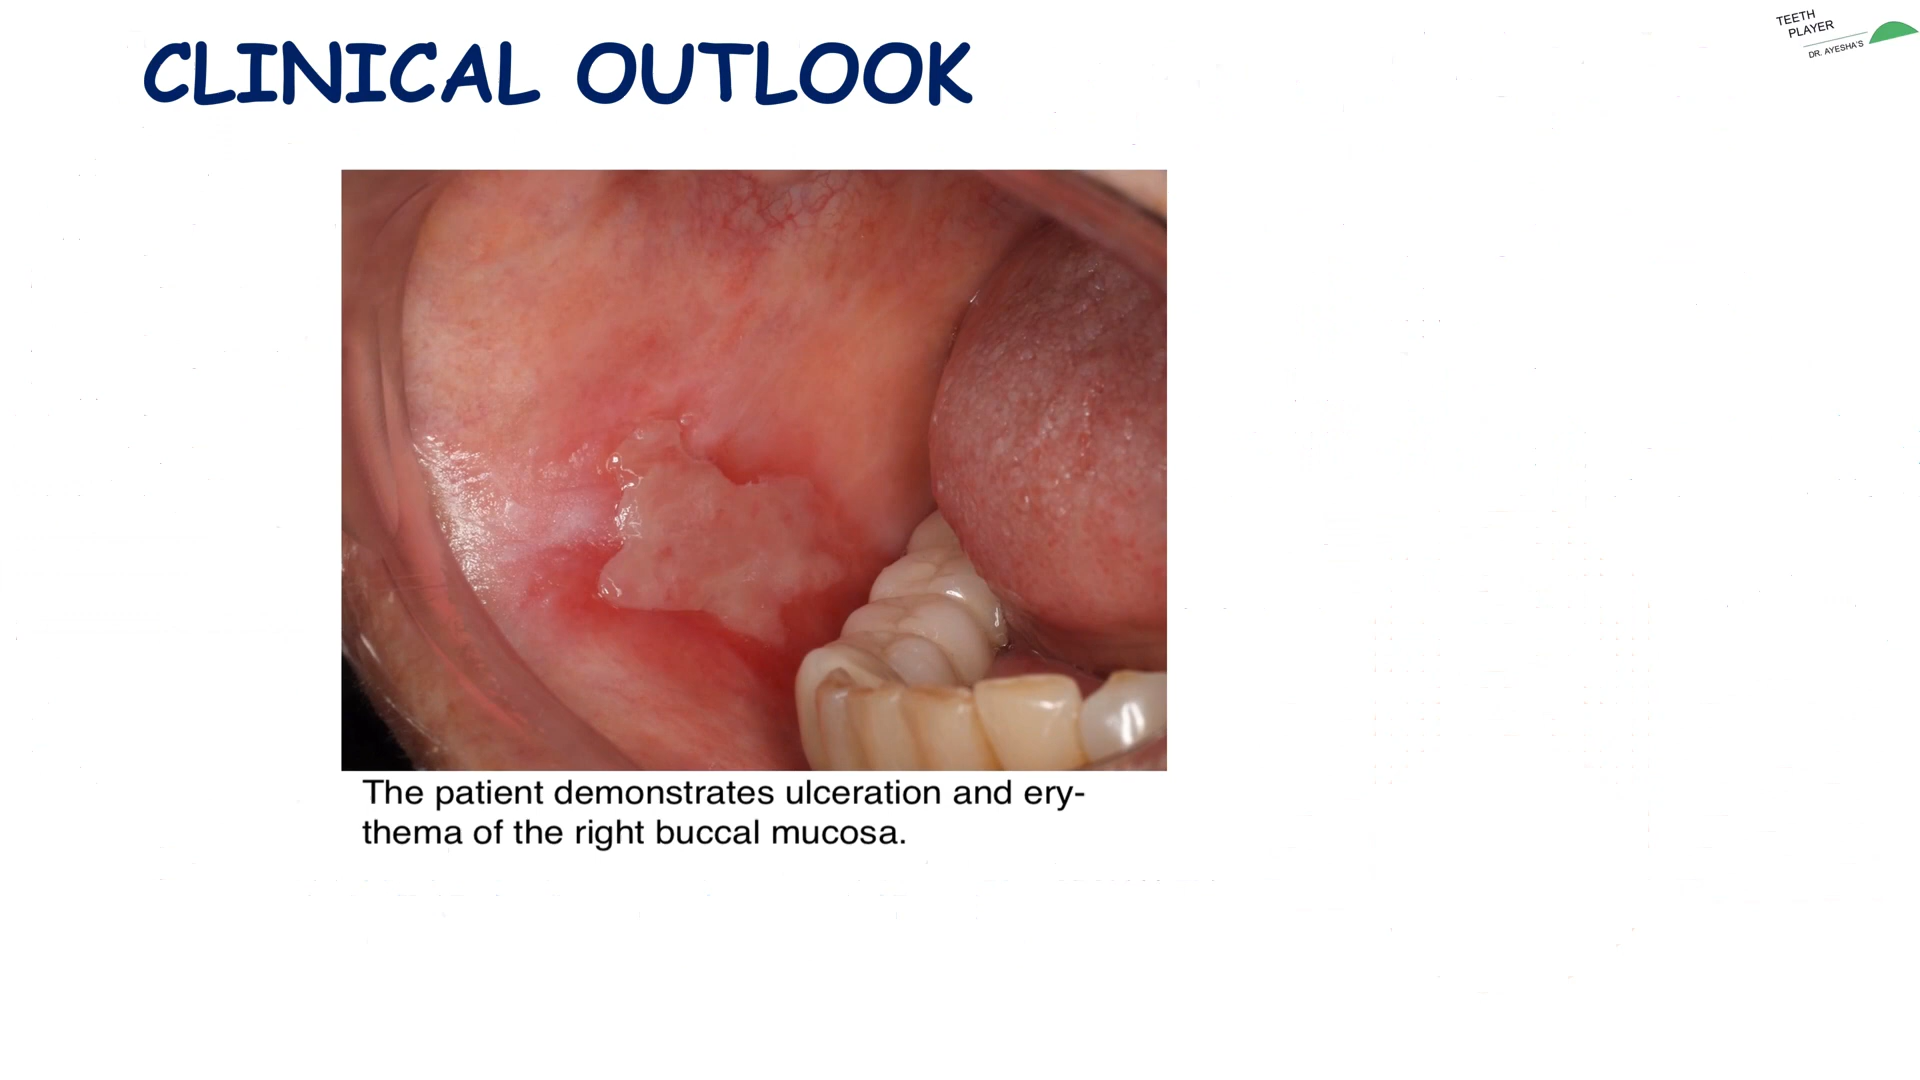 CLINICAL OUTLOOK
TEETH
PLAYER
DR. AYESHA'S
The patient demonstrates ulceration and ery-
thema of the right buccal mucosa.